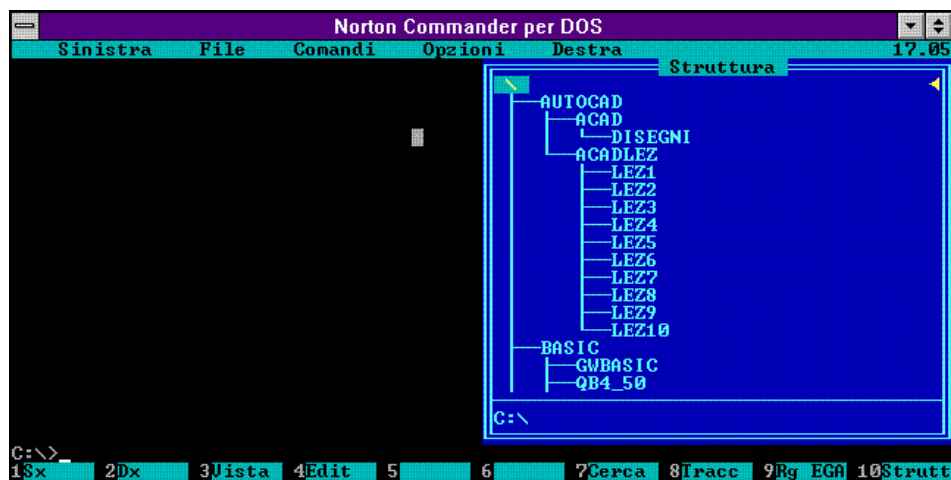 Norton Commander per DOS
Sinistra File Comandi Opzioni Destra 17.05
Struttura
\
AUTOCAD
ACAD
DISEGNI
ACADLEZ
LEZ1
LEZ2
LEZ3
LEZ4
LEZ5
LEZ6
LEZ7
LEZ8
LEZ9
LEZ10
BASIC
GWBASIC
QB4_50
C:\
C:\>_
1Sx 2Dx 3Vista 4Edit 5 6 7Cerca 8Tracc 9Rg EGA 10Strutt